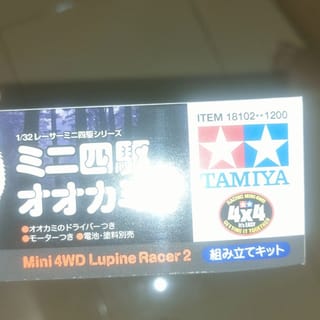 1/32 レーサーミニ四駆シリーズ
ミニ四駆
オオカミ
●オオカミのドライバーつき
●モーターつき ●電池・塗料別売
Mini 4WD Lupine Racer 2
ITEM 18102••1200
TAMIYA
4x4
組み立てキット